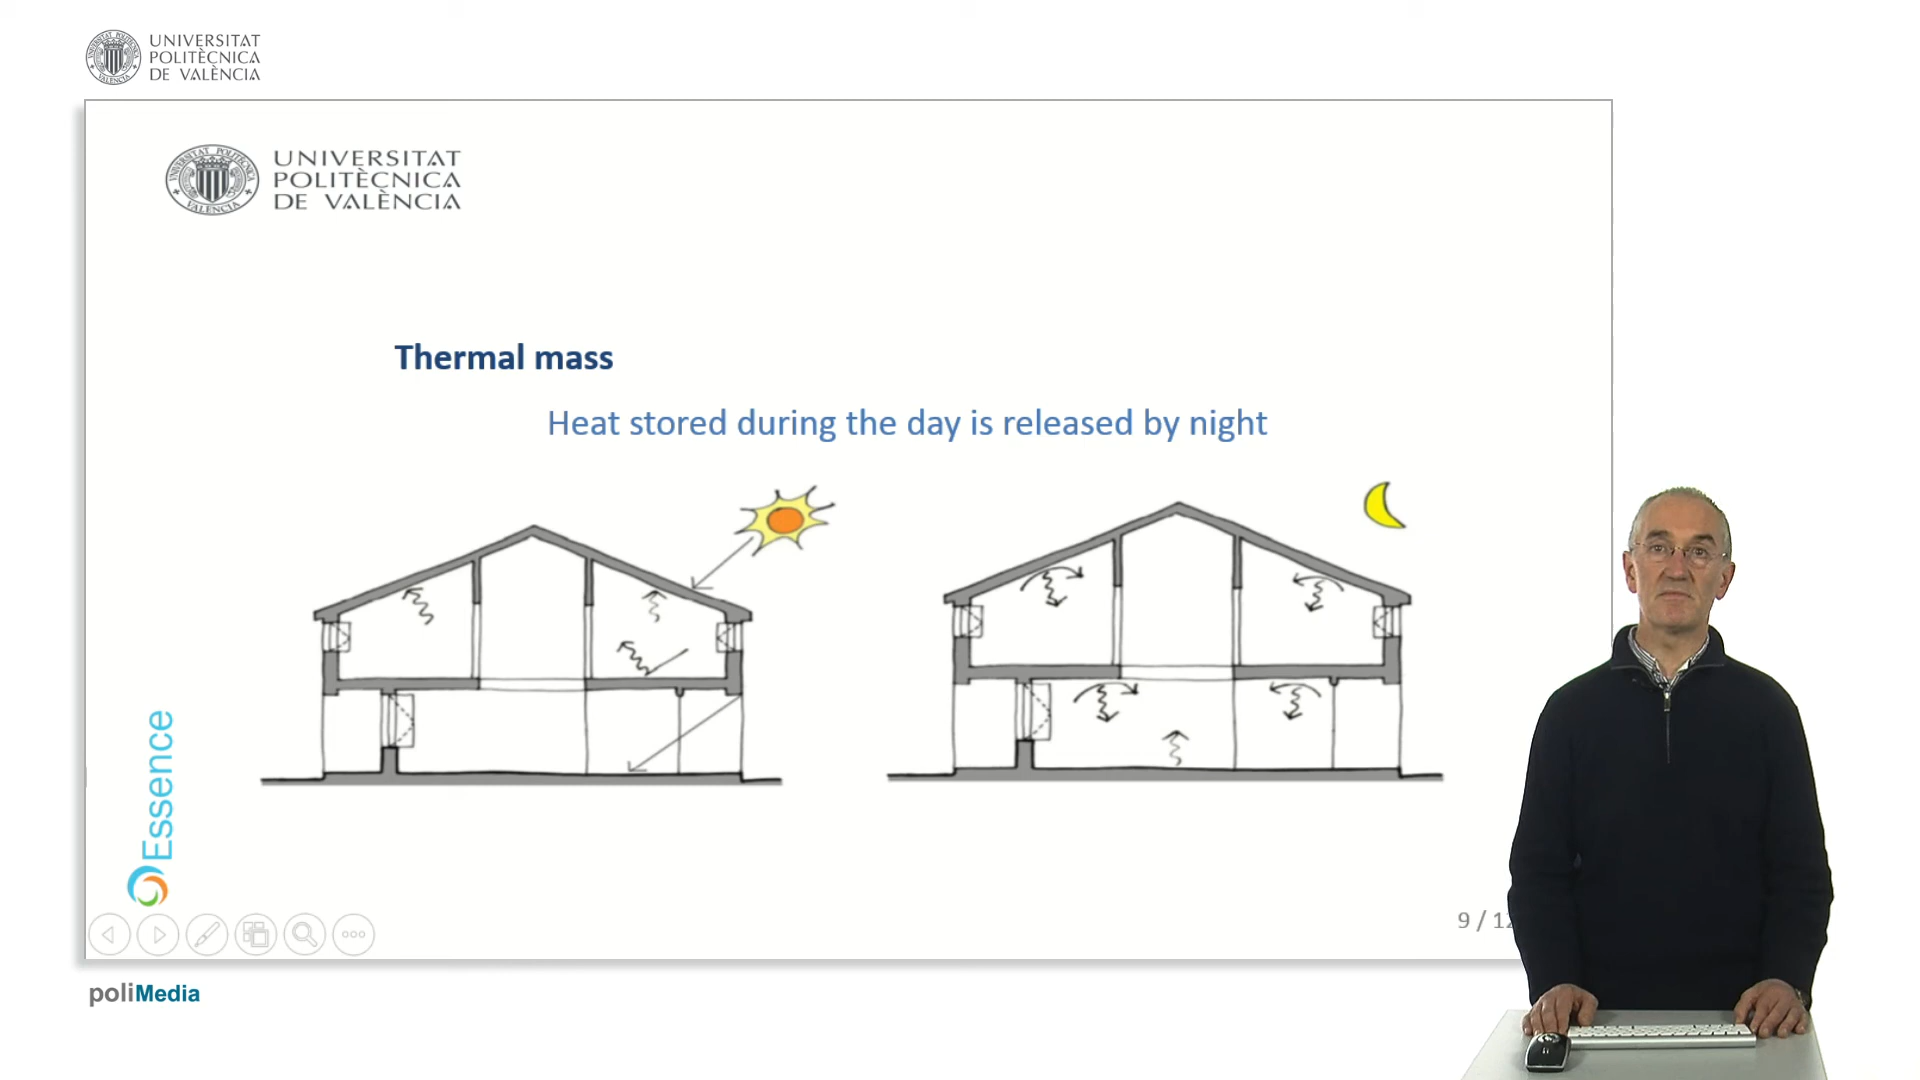 UNIVERSITAT
POLITÈCNICA
DE VALÈNCIA
UNIVERSITAT
POLITÈCNICA
DE VALÈNCIA
Thermal mass
Heat stored during the day is released by night
Essence
9 / 12
poliMedia